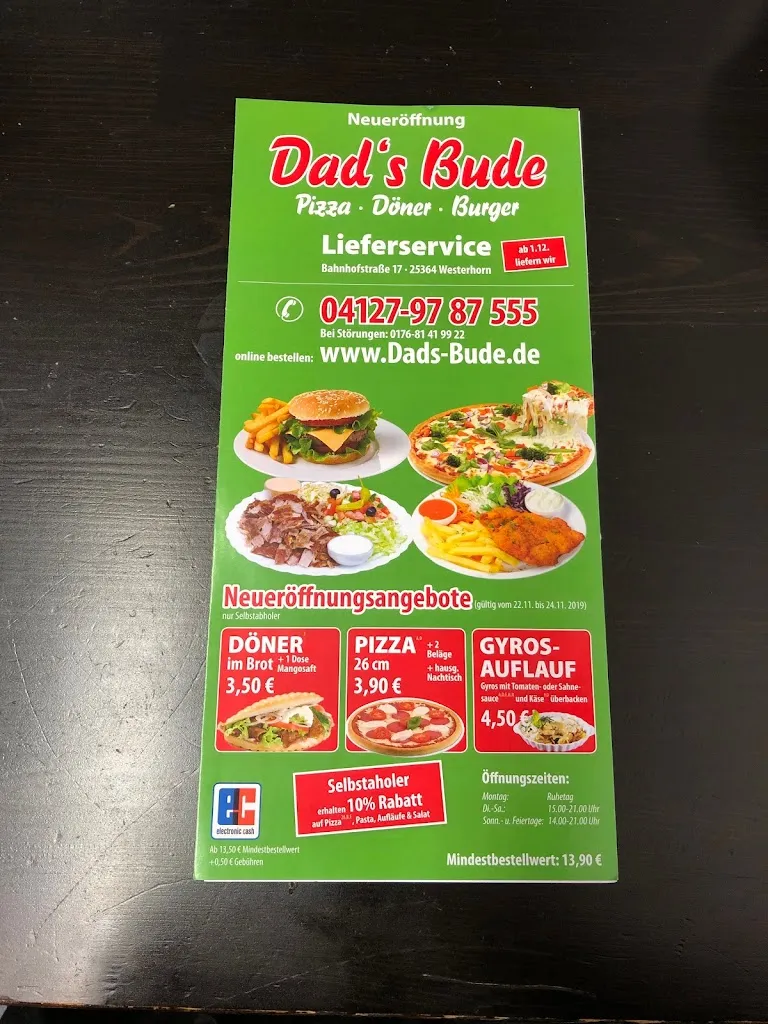 Neueröffnung
Dad's Bude
Pizza · Döner · Burger
Lieferservice
ab 1.12.
liefern wir
Bahnhofstraße 17 · 25364 Westerhorn
04127-97 87 555
Bei Störungen: 0176-81 41 99 22
online bestellen: www.Dads-Bude.de
Neueröffnungsangebote (gültig vom 22.11. bis 24.11. 2019)
nur Selbstabholer
DÖNER
im Brot + 1 Dose
Mangosaft
3,50 €
PIZZA + 2
Beläge
26 cm + hausg.
Nachtisch
3,90 €
GYROS-
AUFLAUF
Gyros mit Tomaten- oder Sahne-
sauce und Käse überbacken
4,50 €
Selbstaholer
erhalten 10% Rabatt
auf Pizza, Pasta, Aufläufe & Salat
Öffnungszeiten:
Montag: Ruhetag
Di.-Sa.: 15.00-21.00 Uhr
Sonn.- u. Feiertage: 14.00-21.00 Uhr
ec
electronic cash
Ab 13,50 € Mindestbestellwert
+0,50 € Gebühren
Mindestbestellwert: 13,90 €